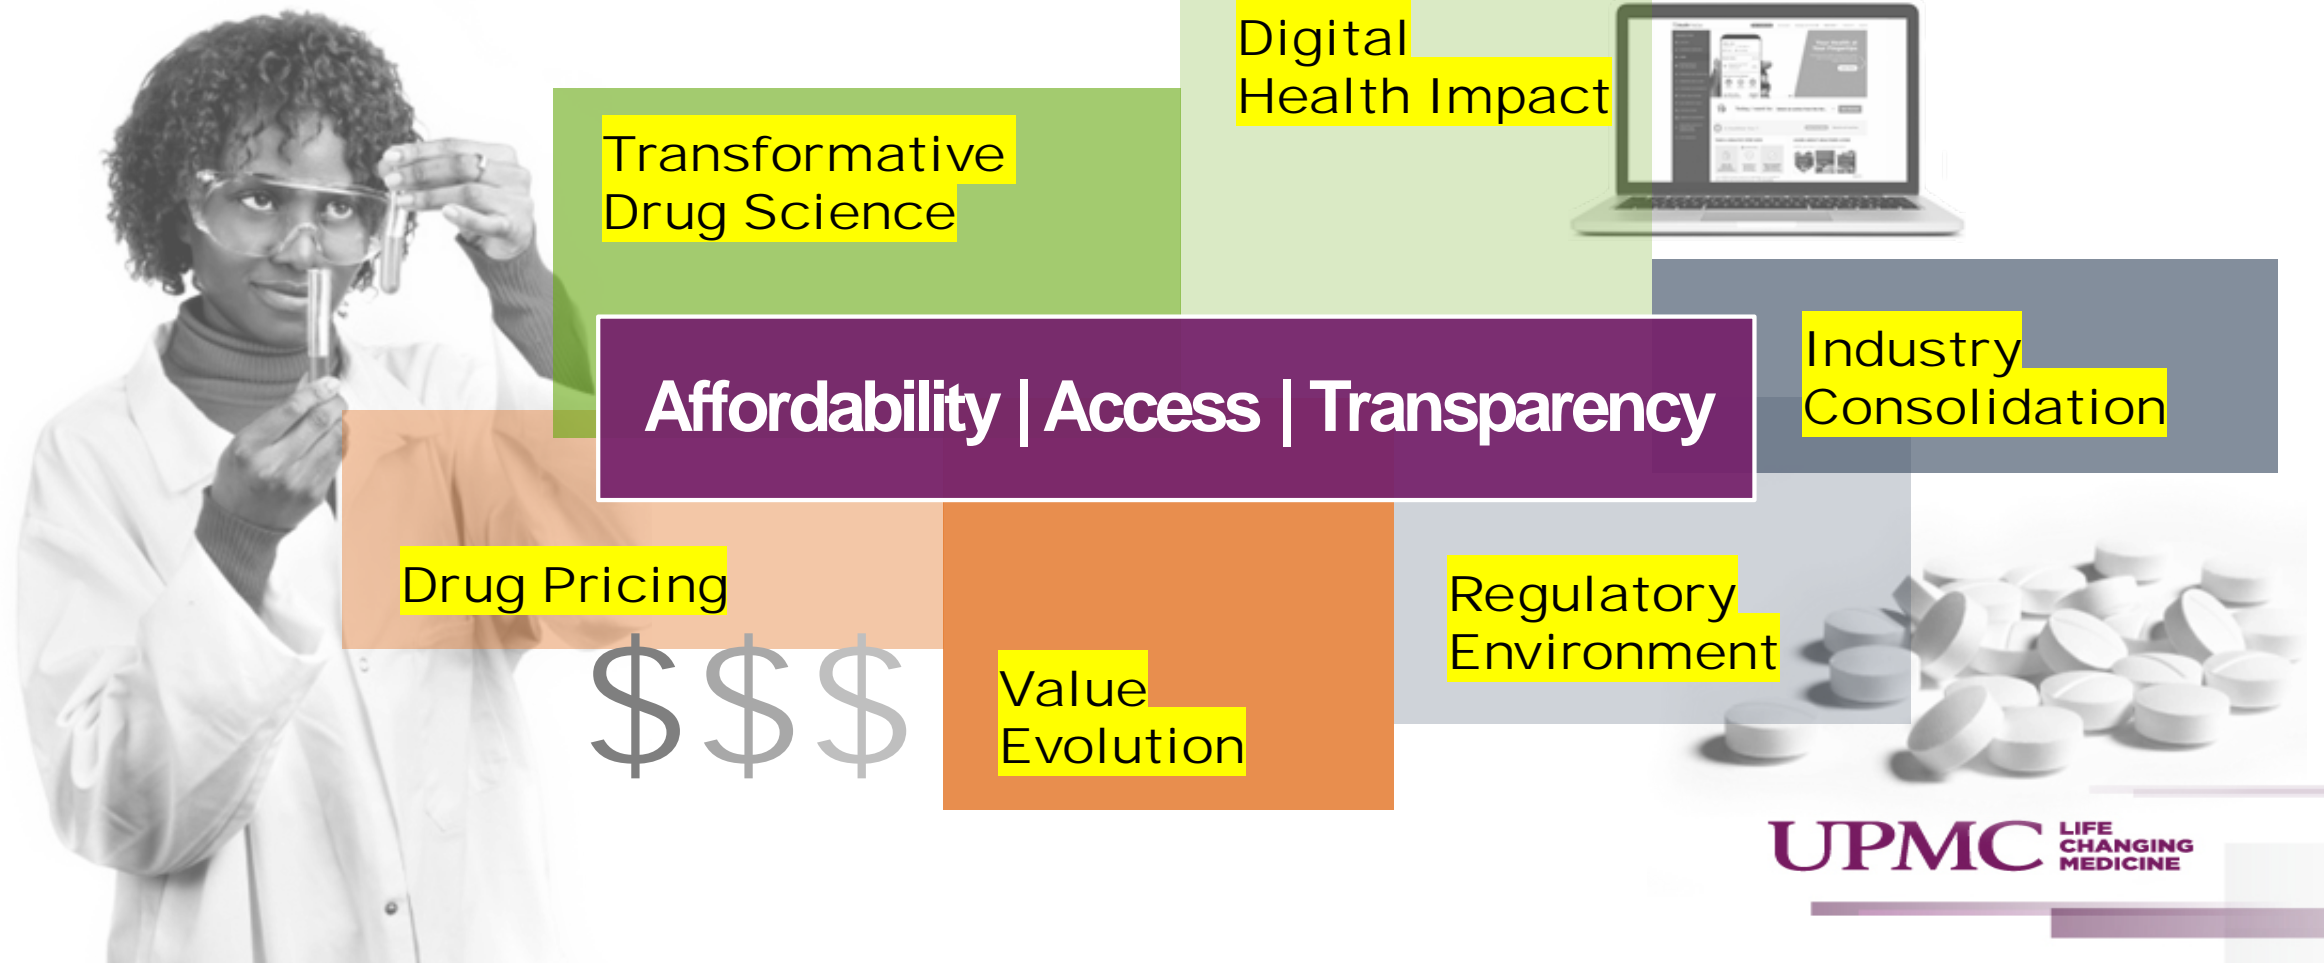 Digital
Health Impact
Transformative
Drug Science
Industry
Consolidation
Affordability | Access | Transparency
Drug Pricing
$$$
Value
Evolution
Regulatory
Environment
UPMC
LIFE
CHANGING
MEDICINE